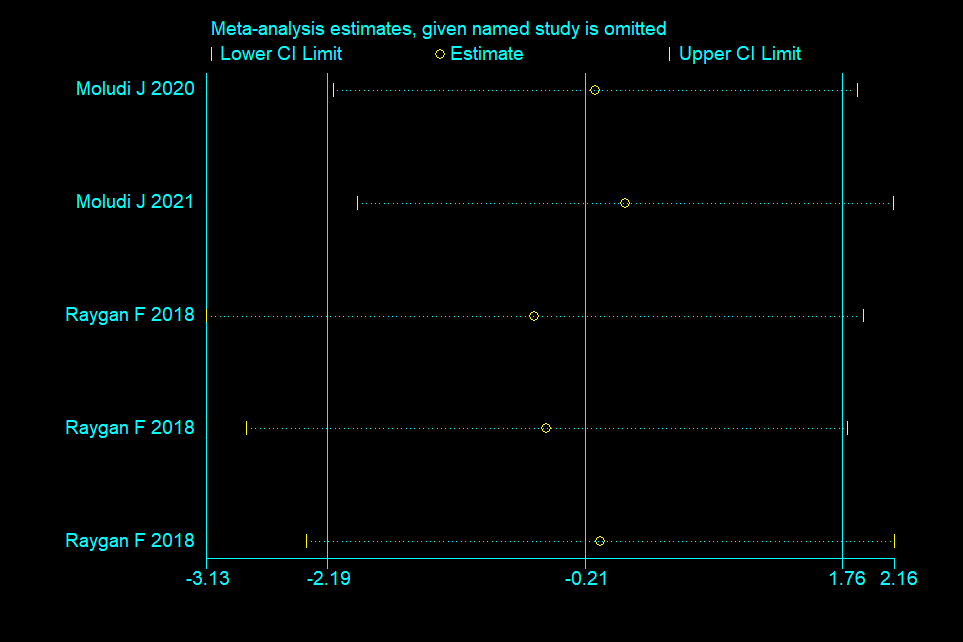 Meta-analysis estimates, given named study is omitted
Lower CI Limit Estimate Upper CI Limit
Moludi J 2020
Moludi J 2021
Raygan F 2018
Raygan F 2018
Raygan F 2018
-3.13 -2.19 -0.21 1.76 2.16